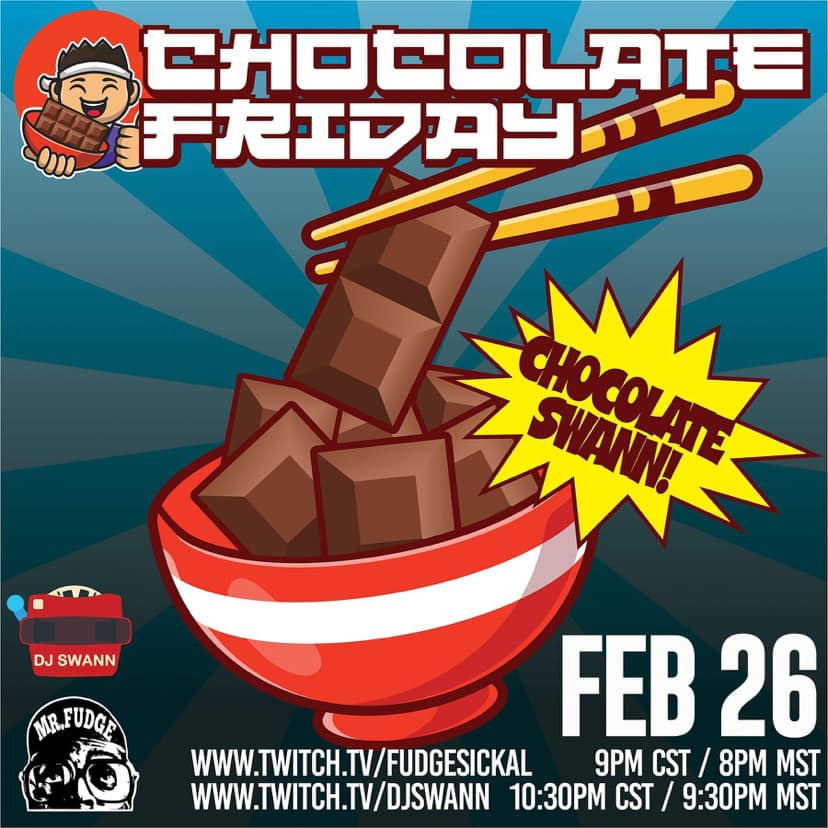 CHOCOLATE
FRIDAY
CHOCOLATE
SWANN!
DJ SWANN
MR.FUDGE
FEB 26
WWW.TWITCH.TV/FUDGESICKAL 9PM CST / 8PM MST
WWW.TWITCH.TV/DJSWANN 10:30PM CST / 9:30PM MST